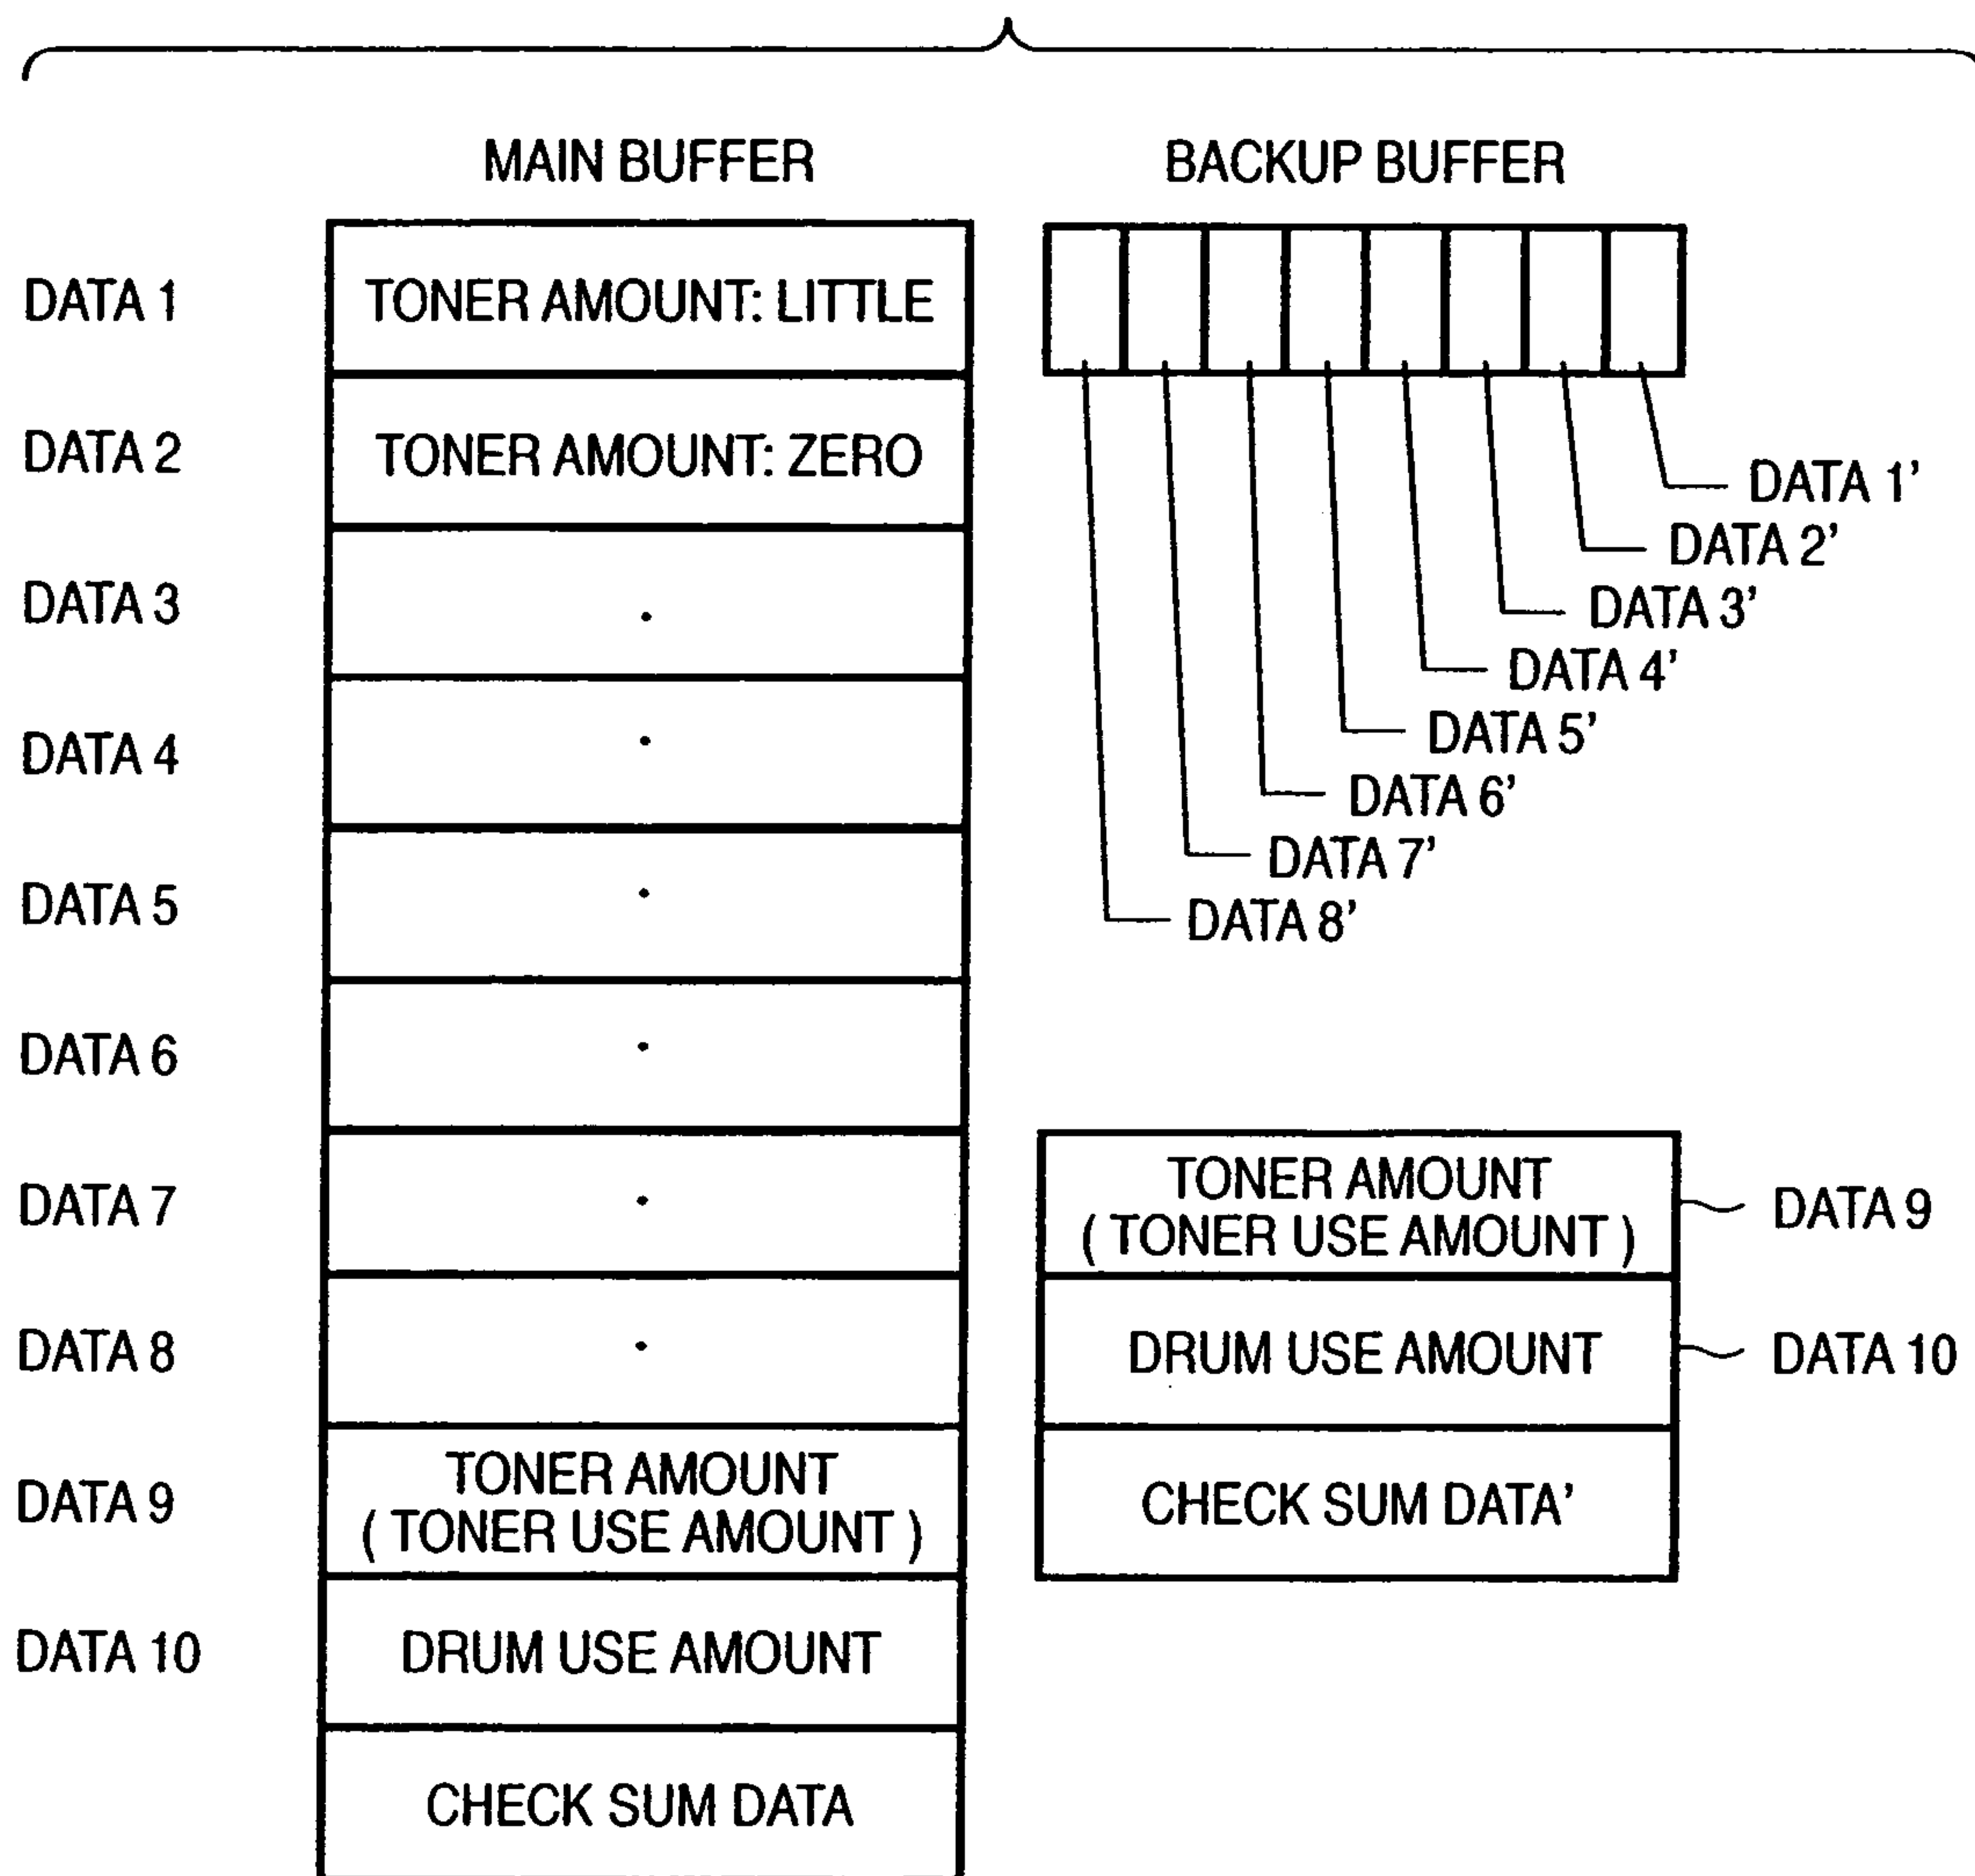 MAIN BUFFER
BACKUP BUFFER
DATA 1
TONER AMOUNT: LITTLE
DATA 2
TONER AMOUNT: ZERO
DATA 3
DATA 4
DATA 5
DATA 6
DATA 7
DATA 8
DATA 9
TONER AMOUNT
( TONER USE AMOUNT )
DATA 10
DRUM USE AMOUNT
CHECK SUM DATA
DATA 1'
DATA 2'
DATA 3'
DATA 4'
DATA 5'
DATA 6'
DATA 7'
DATA 8'
TONER AMOUNT
( TONER USE AMOUNT )
DATA 9
DRUM USE AMOUNT
DATA 10
CHECK SUM DATA'